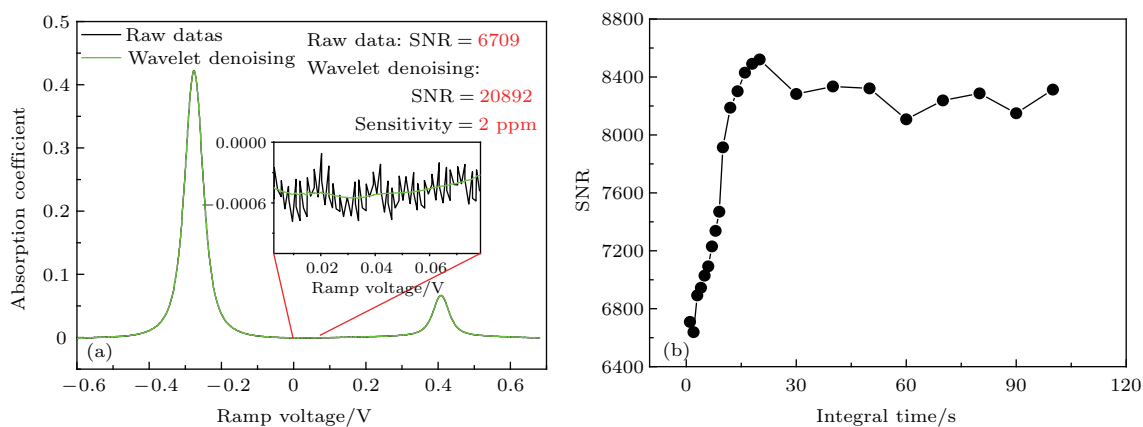 0.5
0.4
0.3
0.2
0.1
0
Absorption coefficient
Raw datas
Wavelet denoising
Raw data: SNR = 6709
Wavelet denoising:
SNR = 20892
Sensitivity = 2 ppm
0.0000
−0.0006
0.02 0.04 0.06
Ramp voltage/V
(a)
−0.6 −0.4 −0.2 0 0.2 0.4 0.6
Ramp voltage/V
8800
8400
8000
7600
7200
6800
6400
SNR
(b)
0 30 60 90 120
Integral time/s